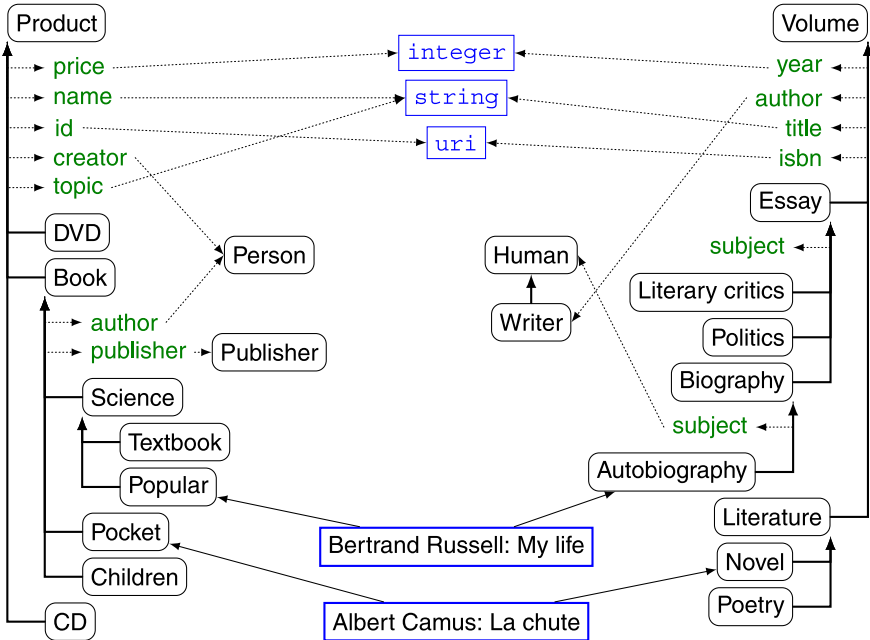 Product
Volume
price
integer
year
name
string
author
id
title
creator
uri
isbn
topic
Essay
DVD
subject
Person
Human
Book
Literary critics
author
Writer
publisher
Publisher
Politics
Biography
Science
subject
Textbook
Autobiography
Popular
Literature
Pocket
Bertrand Russell: My life
Novel
Children
Poetry
CD
Albert Camus: La chute